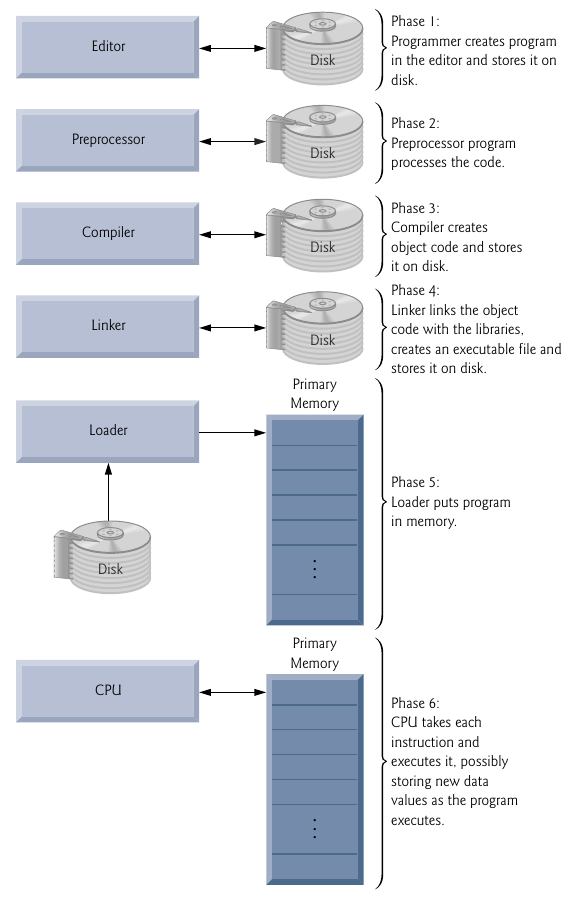 Editor
Disk
Phase 1:
Programmer creates program
in the editor and stores it on
disk.
Preprocessor
Disk
Phase 2:
Preprocessor program
processes the code.
Compiler
Disk
Phase 3:
Compiler creates
object code and stores
it on disk.
Linker
Disk
Phase 4:
Linker links the object
code with the libraries,
creates an executable file and
stores it on disk.
Primary
Memory
Loader
Disk
Phase 5:
Loader puts program
in memory.
Primary
Memory
CPU
Phase 6:
CPU takes each
instruction and
executes it, possibly
storing new data
values as the program
executes.